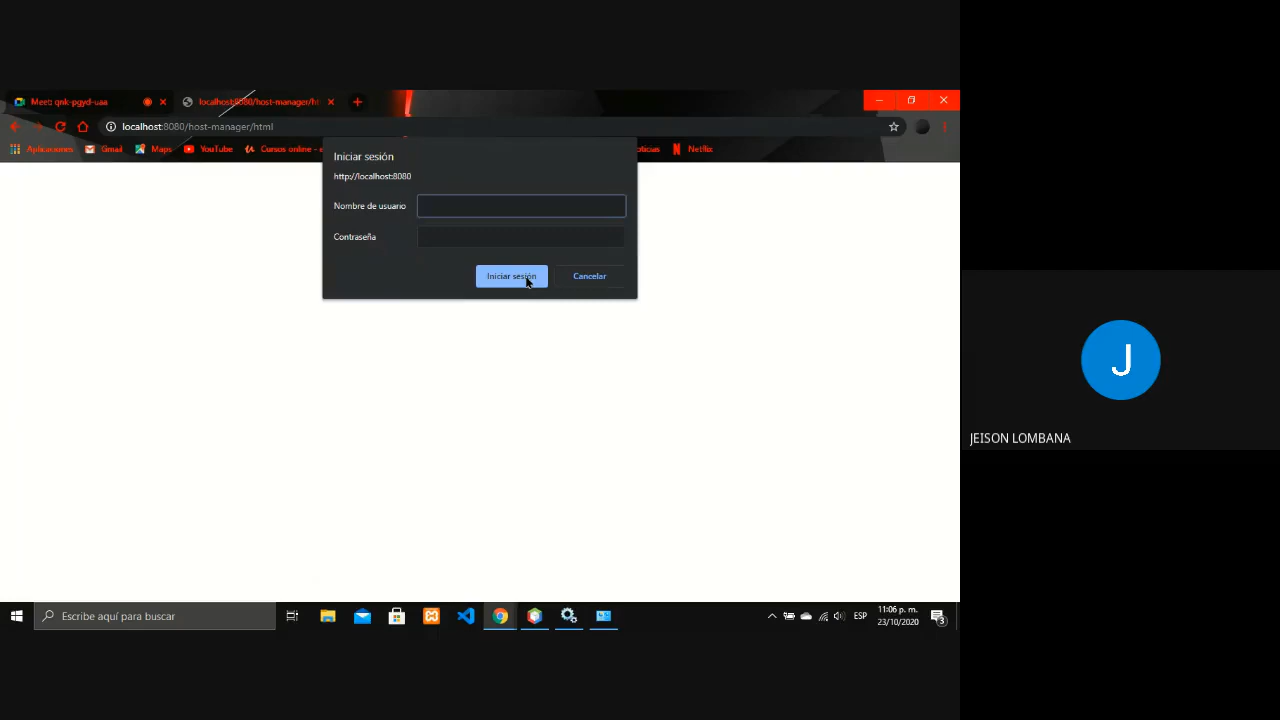 Meet: qnk-pgyd-uaa
localhost:8080/host-manager/ht
localhost:8080/host-manager/html
Aplicaciones Gmail Maps YouTube Cursos online - a oticias Netflix
Iniciar sesión
http://localhost:8080
Nombre de usuario
Contraseña
Iniciar sesión Cancelar
J
JEISON LOMBANA
Escribe aquí para buscar
ESP
11:06 p. m.
23/10/2020
3